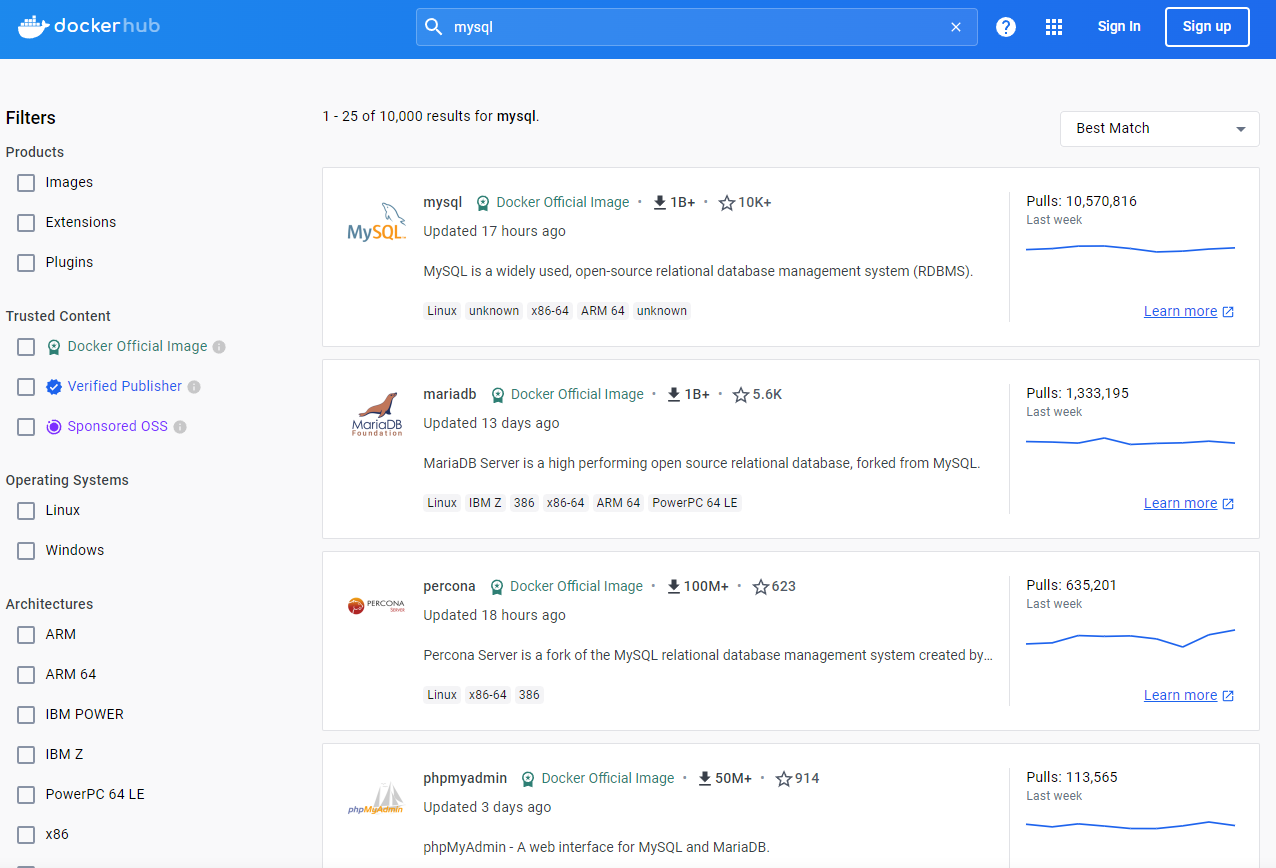 dockerhub
mysql
Sign In
Sign up
Filters
Products
Images
Extensions
Plugins
Trusted Content
Docker Official Image
Verified Publisher
Sponsored OSS
Operating Systems
Linux
Windows
Architectures
ARM
ARM 64
IBM POWER
IBM Z
PowerPC 64 LE
x86
1 - 25 of 10,000 results for mysql.
Best Match
MySQL
mysql Docker Official Image • 1B+ • 10K+
Updated 17 hours ago
MySQL is a widely used, open-source relational database management system (RDBMS).
Linux unknown x86-64 ARM 64 unknown
Pulls: 10,570,816
Last week
Learn more
MariaDB
Foundation
mariadb Docker Official Image • 1B+ • 5.6K
Updated 13 days ago
MariaDB Server is a high performing open source relational database, forked from MySQL.
Linux IBM Z 386 x86-64 ARM 64 PowerPC 64 LE
Pulls: 1,333,195
Last week
Learn more
PERCONA
SERVER
percona Docker Official Image • 100M+ • 623
Updated 18 hours ago
Percona Server is a fork of the MySQL relational database management system created by…
Linux x86-64 386
Pulls: 635,201
Last week
Learn more
phpMyAdmin
phpmyadmin Docker Official Image • 50M+ • 914
Updated 3 days ago
phpMyAdmin - A web interface for MySQL and MariaDB.
Pulls: 113,565
Last week